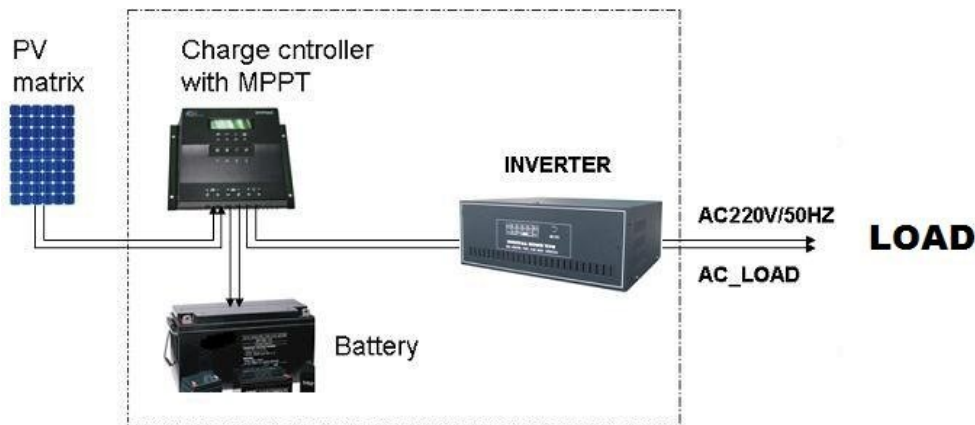 PV
matrix
Charge cntroller
with MPPT
INVERTER
AC220V/50HZ
LOAD
AC_LOAD
Battery